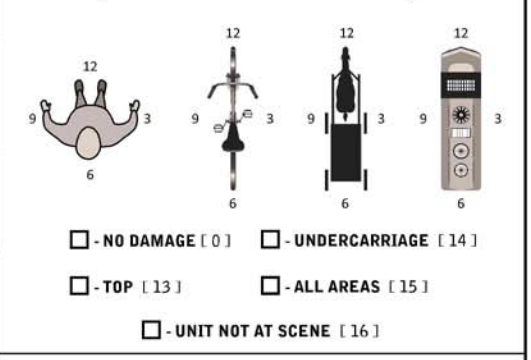 12 12 12 12
9 3 9 3 9 3 9 3
6 6 6 6
- NO DAMAGE [ 0 ] - UNDERCARRIAGE [ 14 ]
- TOP [ 13 ] - ALL AREAS [ 15 ]
- UNIT NOT AT SCENE [ 16 ]